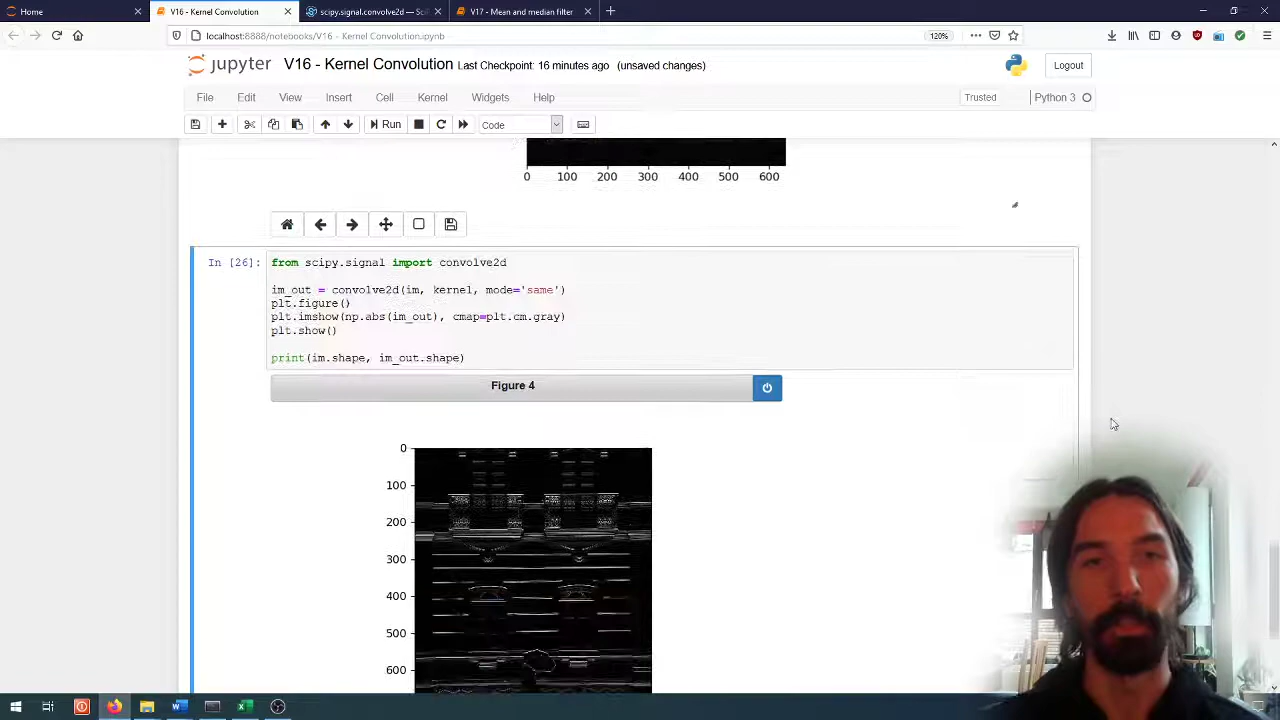 Home
V16 - Kernel Convolution
scipy.signal.convolve2d — Sci
V17 - Mean and median filter
localhost:8888/notebooks/V16 - Kernel Convolution.ipynb
120%
jupyter V16 - Kernel Convolution Last Checkpoint: 16 minutes ago (unsaved changes)
Logout
File Edit View Insert Cell Kernel Widgets Help
Trusted
Python 3
Run
Code
0 100 200 300 400 500 600
In [26]:
from scipy.signal import convolve2d
im_out = convolve2d(im, kernel, mode='same')
plt.figure()
plt.imshow(np.abs(im_out), cmap=plt.cm.gray)
plt.show()
print(im.shape, im_out.shape)
Figure 4
0
100
200
300
400
500
600